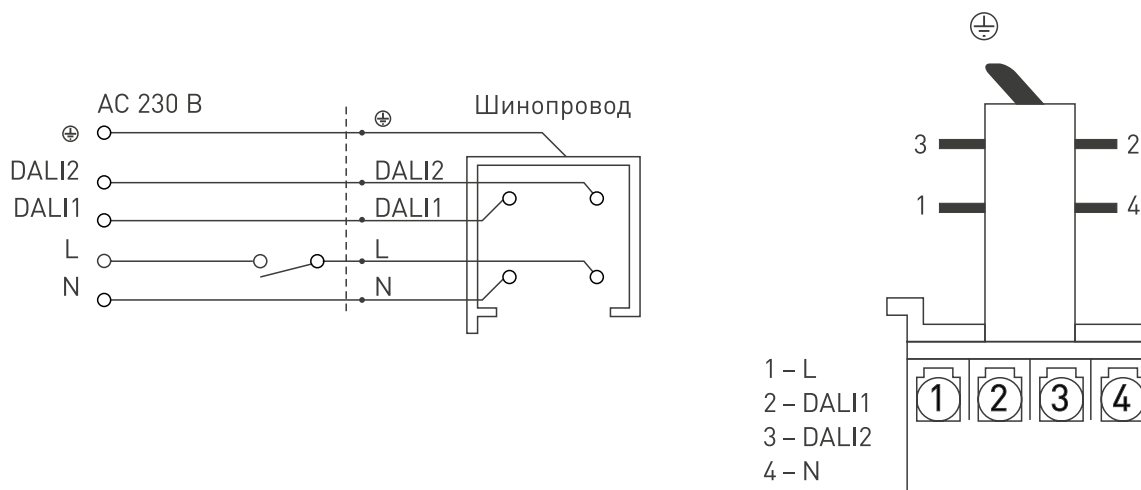 AC 230 В
Шинопровод
DALI2
DALI2
DALI1
DALI1
L
L
N
N
3
2
1
4
1 – L
2 – DALI1
3 – DALI2
4 – N
1 2 3 4